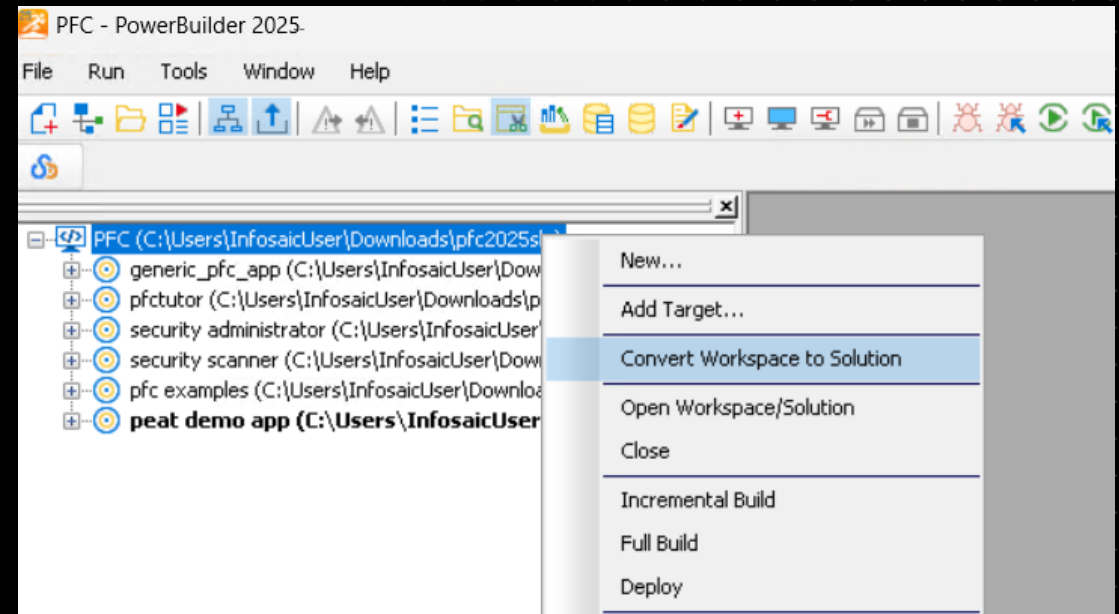 PFC - PowerBuilder 2025
File Run Tools Window Help
PFC (C:\Users\InfosaicUser\Downloads\pfc2025s
generic_pfc_app (C:\Users\InfosaicUser\Dow
pfctutor (C:\Users\InfosaicUser\Downloads\p
security administrator (C:\Users\InfosaicUser
security scanner (C:\Users\InfosaicUser\Dow
pfc examples (C:\Users\InfosaicUser\Downloa
peat demo app (C:\Users\InfosaicUser
New...
Add Target...
Convert Workspace to Solution
Open Workspace/Solution
Close
Incremental Build
Full Build
Deploy